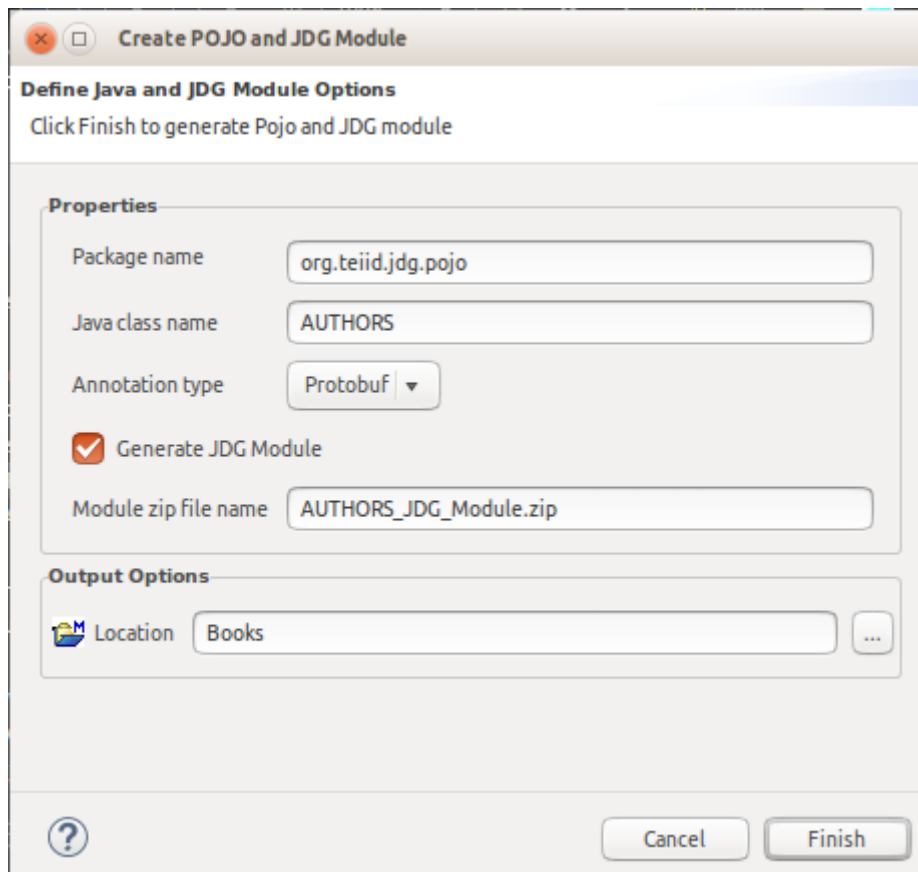 Create POJO and JDG Module
Define Java and JDG Module Options
Click Finish to generate Pojo and JDG module
Properties
Package name org.teiid.jdg.pojo
Java class name AUTHORS
Annotation type Protobuf
Generate JDG Module
Module zip file name AUTHORS_JDG_Module.zip
Output Options
M Location Books ...
? Cancel Finish